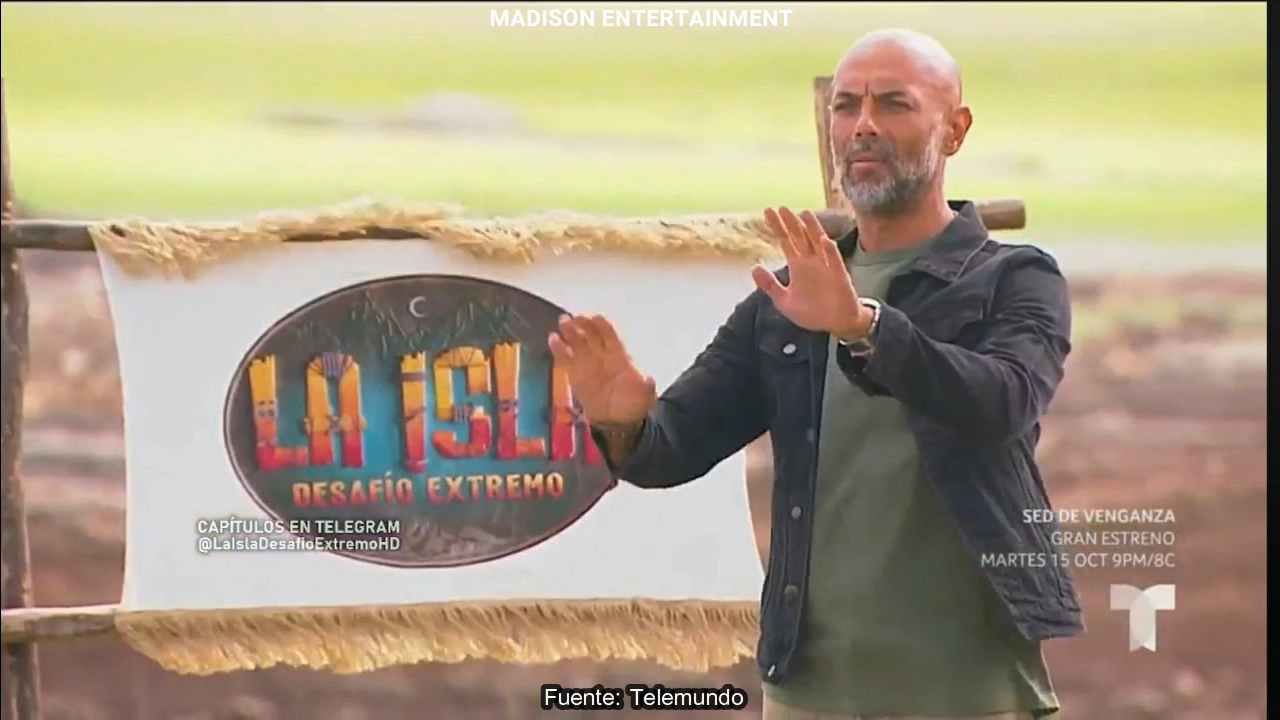 MADISON ENTERTAINMENT
LA ISLA
DESAFÍO EXTREMO
CAPÍTULOS EN TELEGRAM
@LaIslaDesafioExtremoHD
SED DE VENGANZA
GRAN ESTRENO
MARTES 15 OCT 9PM/8C
Fuente: Telemundo